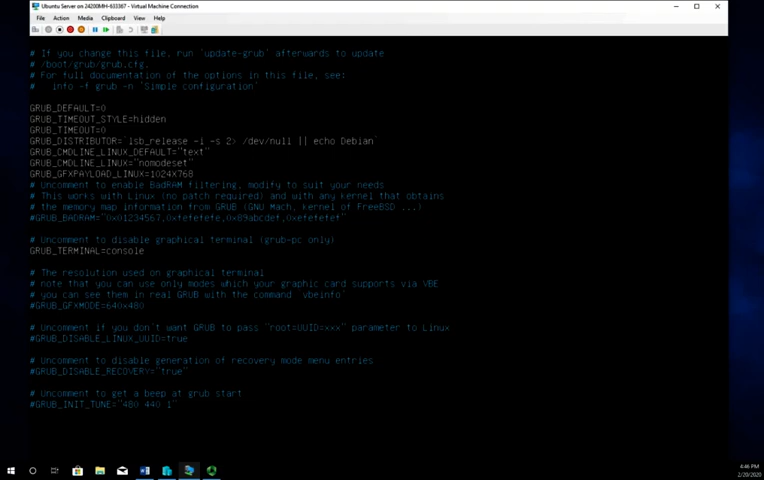 Ubuntu Server on 24200MH-633367 - Virtual Machine Connection
File Action Media Clipboard View Help
# If you change this file, run 'update-grub' afterwards to update
# /boot/grub/grub.cfg.
# For full documentation of the options in this file, see:
#   info -f grub -n 'Simple configuration'
GRUB_DEFAULT=0
GRUB_TIMEOUT_STYLE=hidden
GRUB_TIMEOUT=0
GRUB_DISTRIBUTOR=`lsb_release -i -s 2> /dev/null || echo Debian`
GRUB_CMDLINE_LINUX_DEFAULT="text"
GRUB_CMDLINE_LINUX="nomodeset"
GRUB_GFXPAYLOAD_LINUX=1024X768
# Uncomment to enable BadRAM filtering, modify to suit your needs
# This works with Linux (no patch required) and with any kernel that obtains
# the memory map information from GRUB (GNU Mach, kernel of FreeBSD ...)
#GRUB_BADRAM="0x01234567,0xfefefefe,0x89abcdef,0xefefefef"
# Uncomment to disable graphical terminal (grub-pc only)
GRUB_TERMINAL=console
# The resolution used on graphical terminal
# note that you can use only modes which your graphic card supports via VBE
# you can see them in real GRUB with the command `vbeinfo'
#GRUB_GFXMODE=640x480
# Uncomment if you don't want GRUB to pass "root=UUID=xxx" parameter to Linux
#GRUB_DISABLE_LINUX_UUID=true
# Uncomment to disable generation of recovery mode menu entries
#GRUB_DISABLE_RECOVERY="true"
# Uncomment to get a beep at grub start
#GRUB_INIT_TUNE="480 440 1"
4:46 PM
2/20/2020